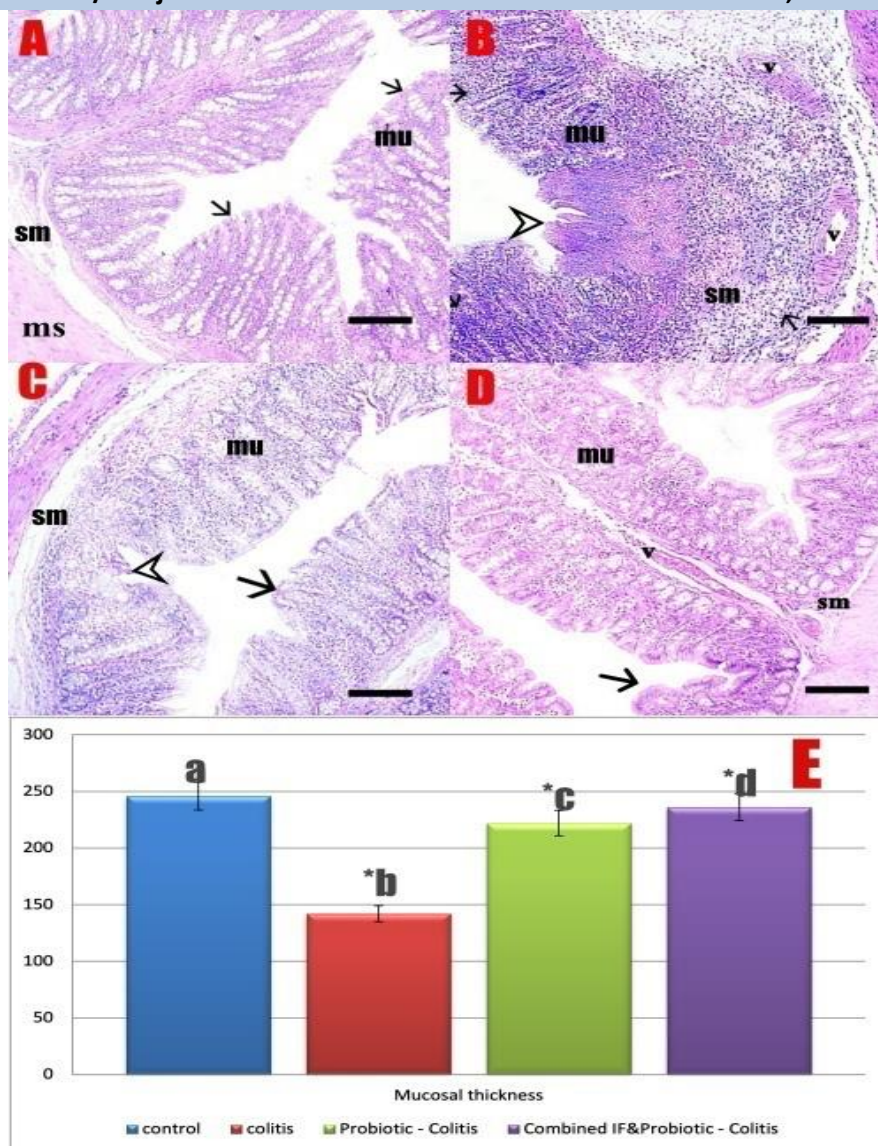 A
mu
sm
ms
B
v
mu
v
sm
C
mu
sm
D
mu
v
sm
E
300
250
200
150
100
50
0
a
*b
*c
*d
Mucosal thickness
control colitis Probiotic - Colitis Combined IF&Probiotic - Colitis